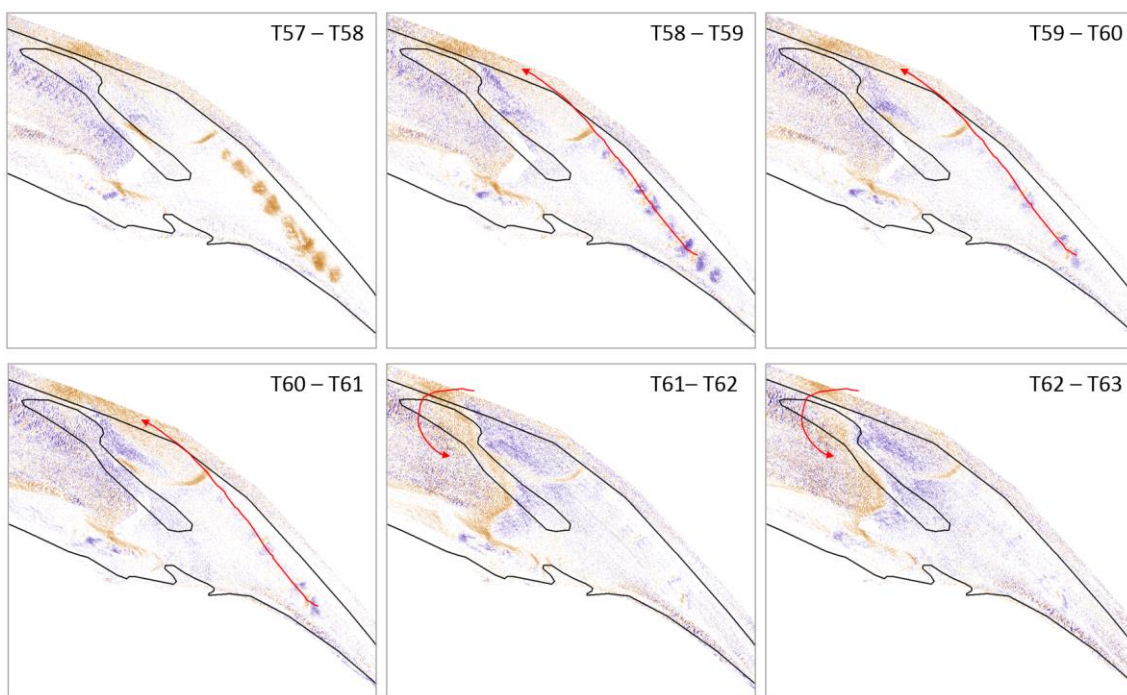 T57 – T58
T58 – T59
T59 – T60
T60 – T61
T61– T62
T62 – T63